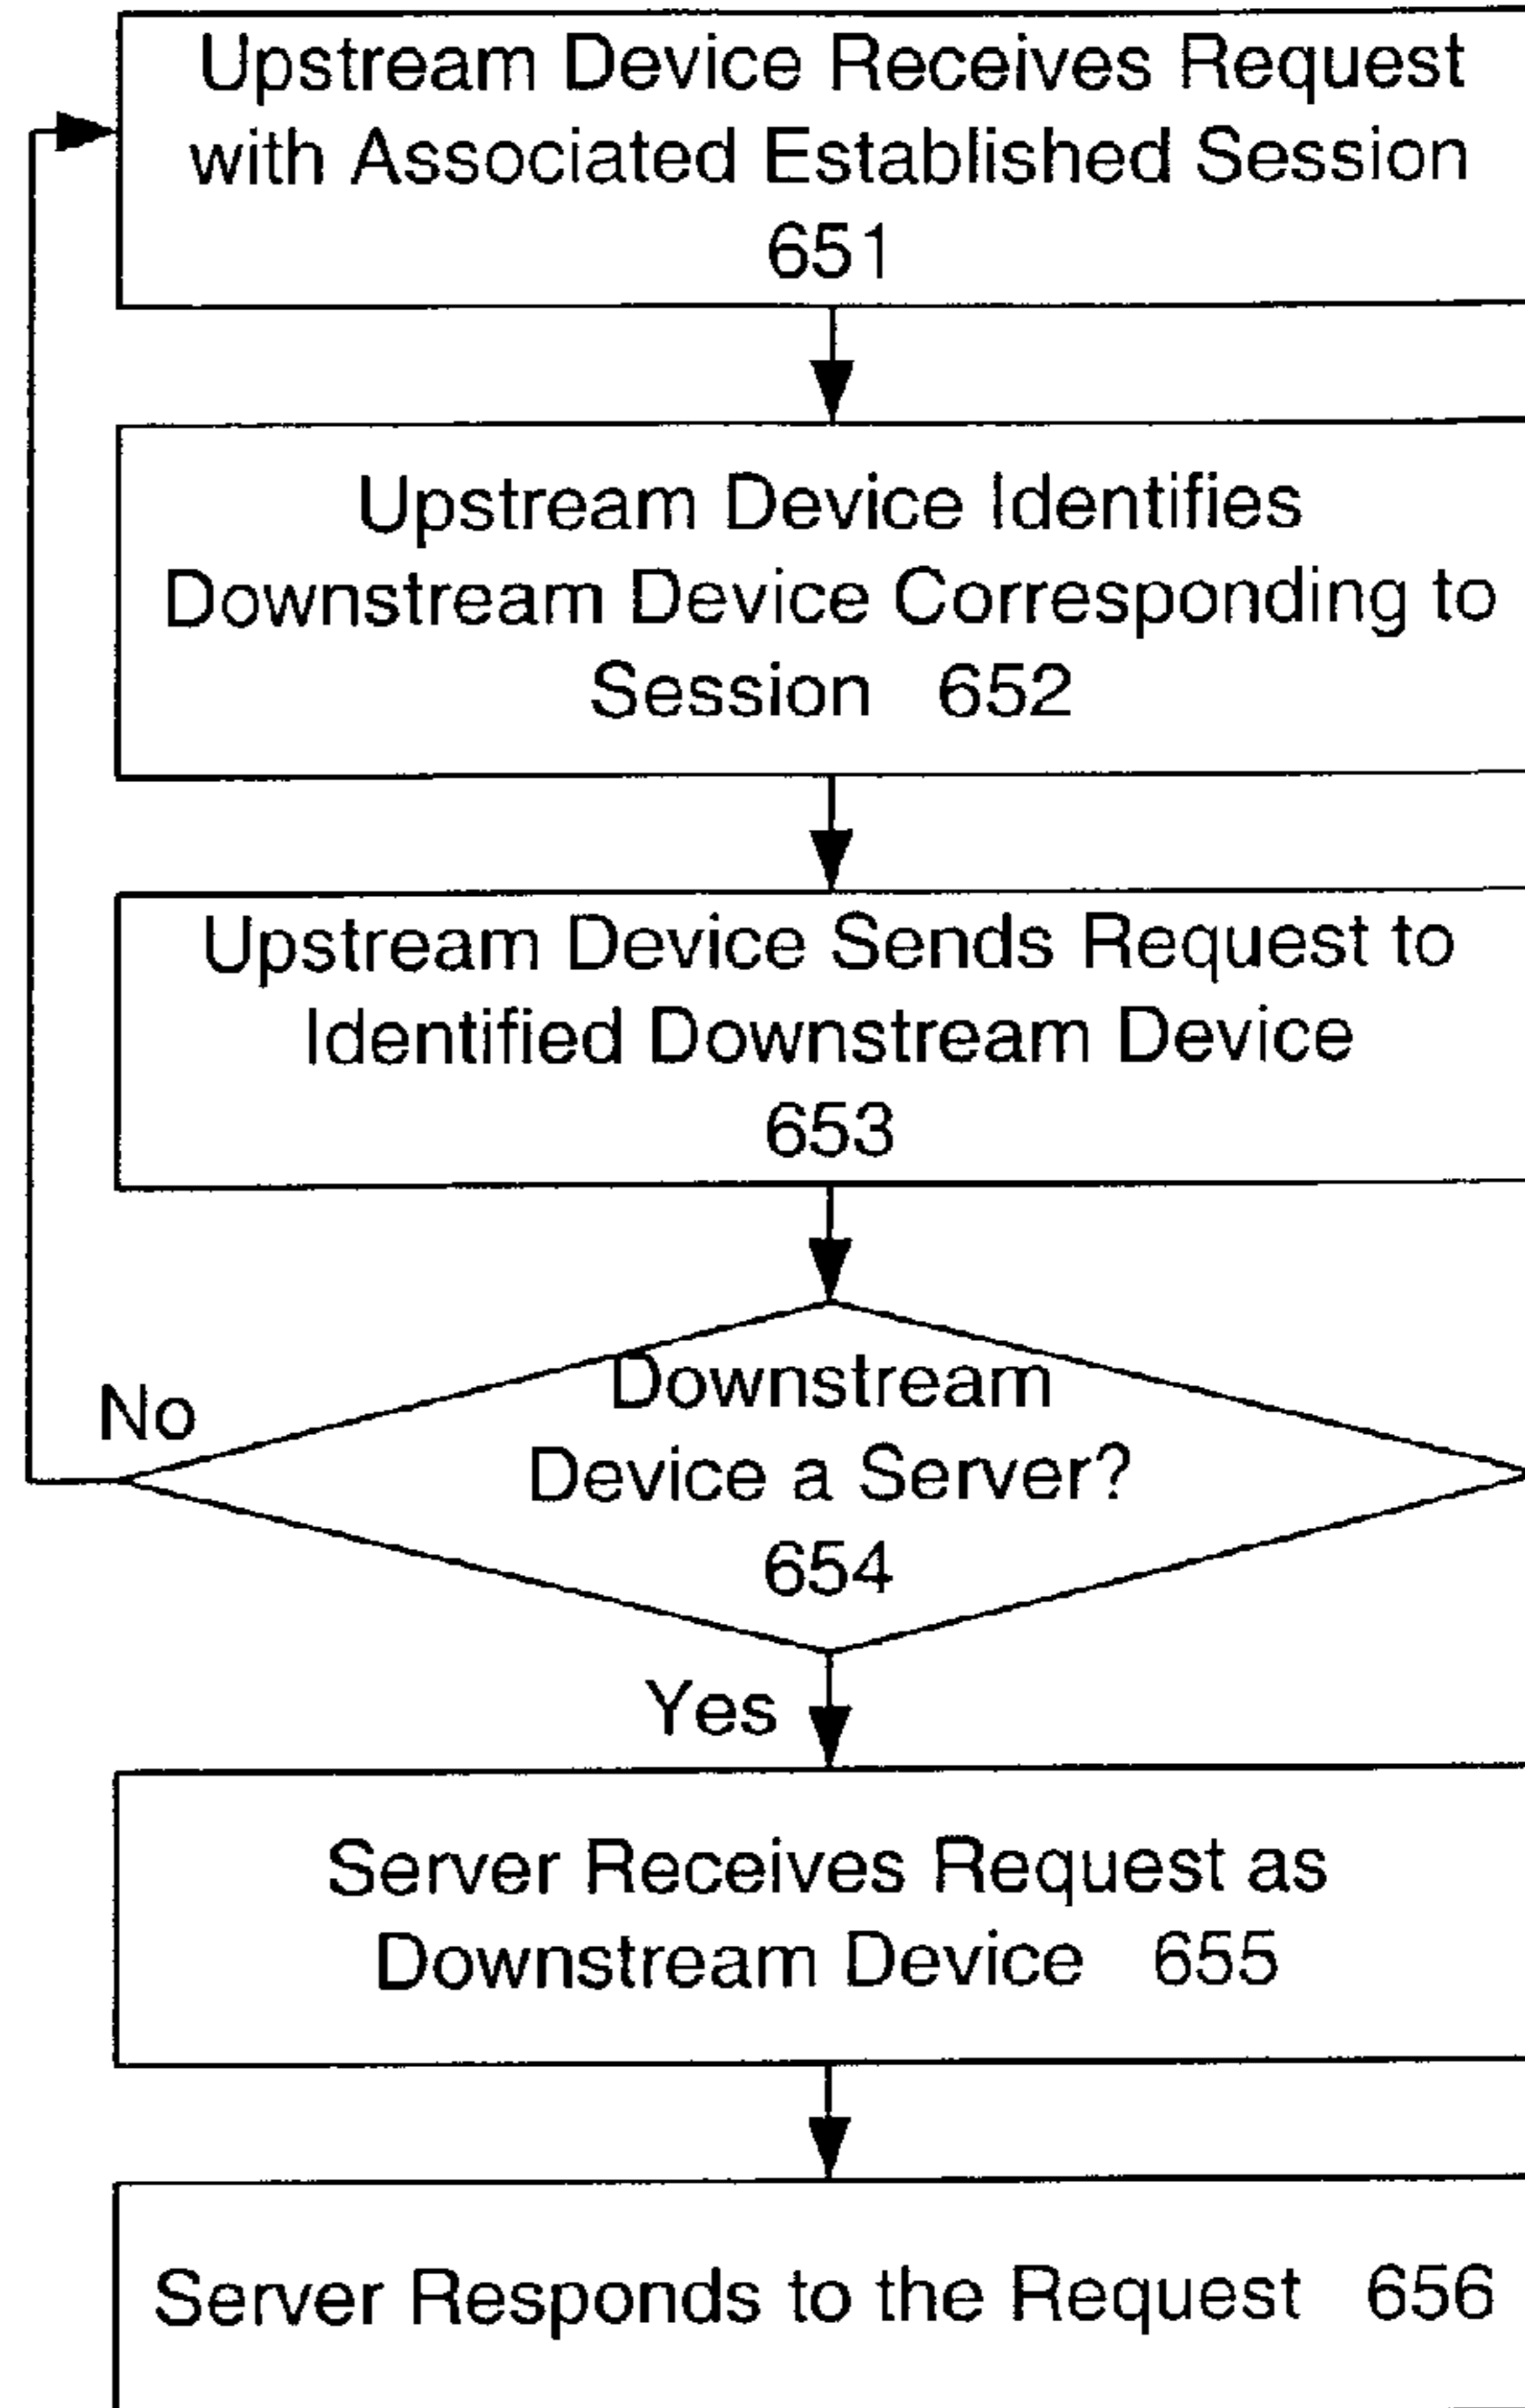 Upstream Device Receives Request
with Associated Established Session
651
Upstream Device Identifies
Downstream Device Corresponding to
Session 652
Upstream Device Sends Request to
Identified Downstream Device
653
Downstream
Device a Server?
654
No
Yes
Server Receives Request as
Downstream Device 655
Server Responds to the Request 656